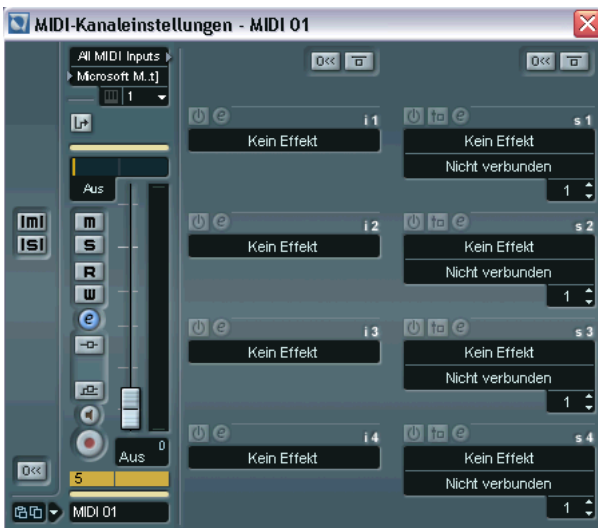 MIDI-Kanaleinstellungen - MIDI 01
All MIDI Inputs
Microsoft M..t]
1
Aus
m
S
R
W
e
Aus
0
5
MIDI 01
|m|
|S|
0<<
0<<
e
i 1
Kein Effekt
e
i 2
Kein Effekt
e
i 3
Kein Effekt
e
i 4
Kein Effekt
0<<
e
s 1
Kein Effekt
Nicht verbunden
1
e
s 2
Kein Effekt
Nicht verbunden
1
e
s 3
Kein Effekt
Nicht verbunden
1
e
s 4
Kein Effekt
Nicht verbunden
1